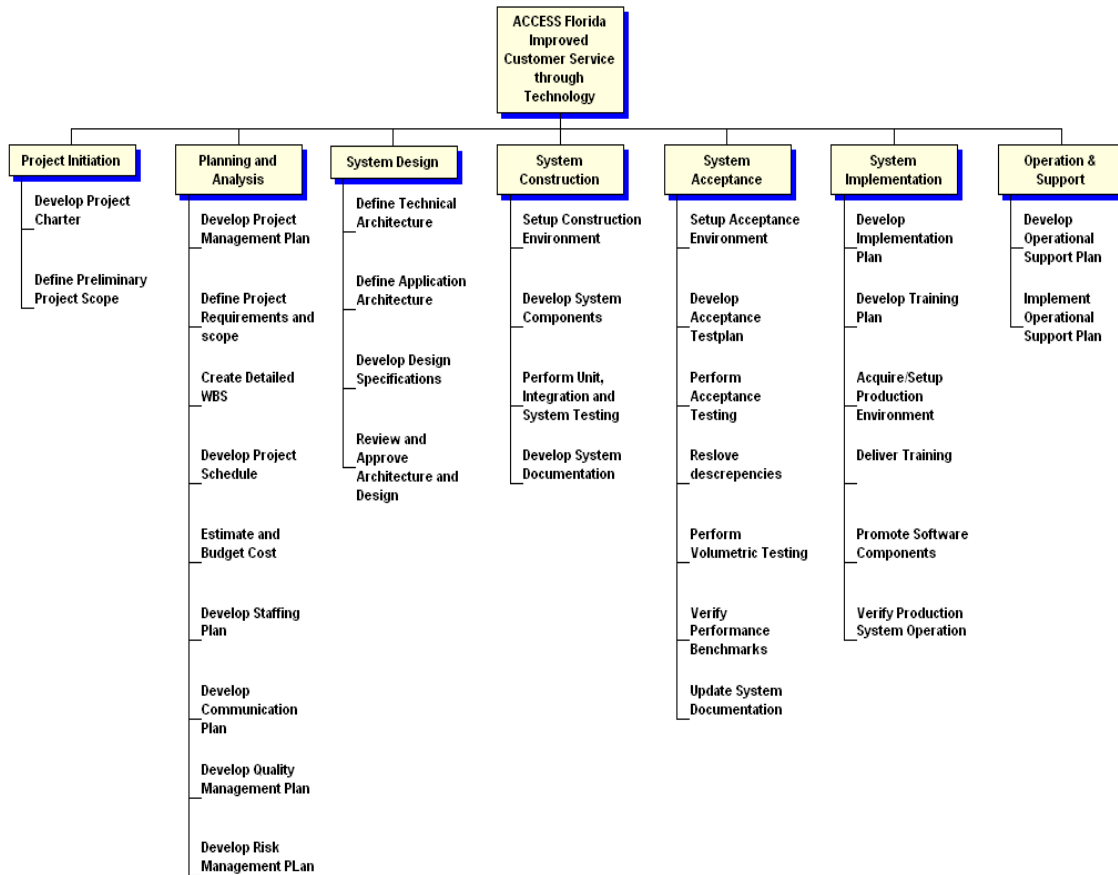 ACCESS Florida
Improved
Customer Service
through
Technology
Project Initiation
Develop Project
Charter
Define Preliminary
Project Scope
Planning and
Analysis
Develop Project
Management Plan
Define Project
Requirements and
scope
Create Detailed
WBS
Develop Project
Schedule
Estimate and
Budget Cost
Develop Staffing
Plan
Develop
Communication
Plan
Develop Quality
Management Plan
Develop Risk
Management PLan
System Design
Define Technical
Architecture
Define Application
Architecture
Develop Design
Specifications
Review and
Approve
Architecture and
Design
System
Construction
Setup Construction
Environment
Develop System
Components
Perform Unit,
Integration and
System Testing
Develop System
Documentation
System
Acceptance
Setup Acceptance
Environment
Develop
Acceptance
Testplan
Perform
Acceptance
Testing
Reslove
descrepencies
Perform
Volumetric Testing
Verify
Performance
Benchmarks
Update System
Documentation
System
Implementation
Develop
Implementation
Plan
Develop Training
Plan
Acquire/Setup
Production
Environment
Deliver Training
Promote Software
Components
Verify Production
System Operation
Operation &
Support
Develop
Operational
Support Plan
Implement
Operational
Support Plan